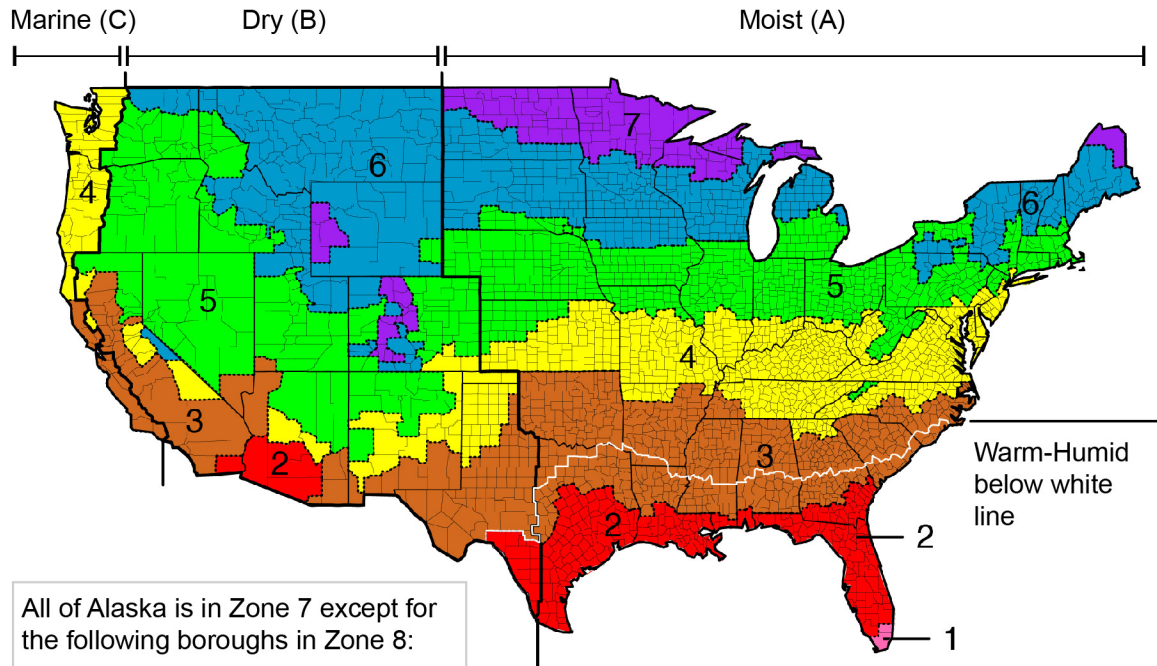 Marine (C)
Dry (B)
Moist (A)
7
6
4
6
5
5
4
3
3
2
2
Warm-Humid
below white
line
2
1
All of Alaska is in Zone 7 except for
the following boroughs in Zone 8: